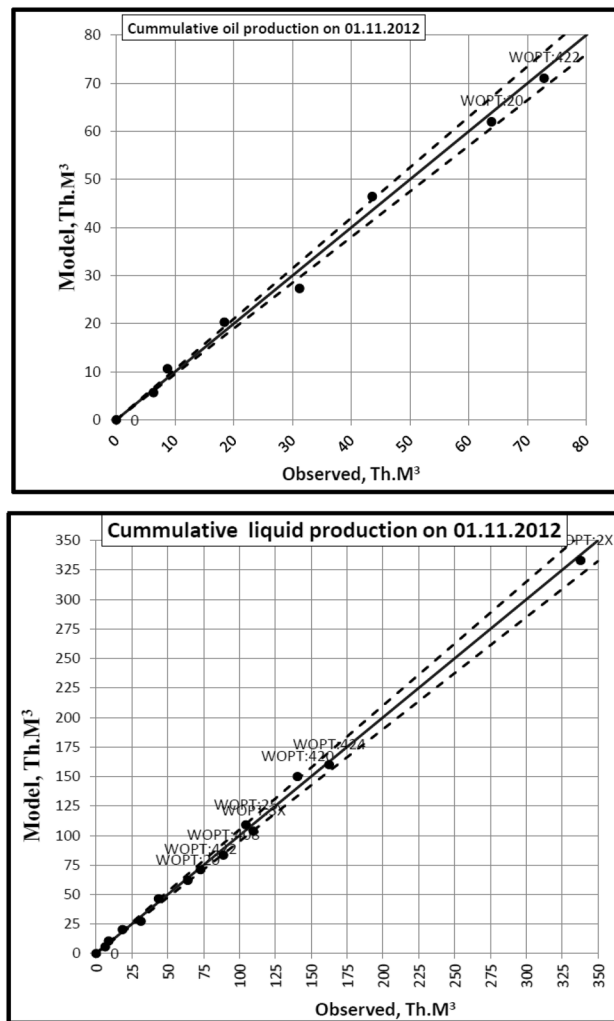 Cummulative oil production on 01.11.2012
80
70
60
50
40
30
20
10
0
WOPT:422
WOPT:20
0
Model,Th.M³
0 10 20 30 40 50 60 70 80
Observed, Th.M³
Cummulative liquid production on 01.11.2012
350
325
300
275
250
225
200
175
150
125
100
75
50
25
0
OPT:2X
WOPT:424
WOPT:420
WOPT:25
0
Model, Th.M³
0 25 50 75 100 125 150 175 200 225 250 275 300 325 350
Observed, Th.M³